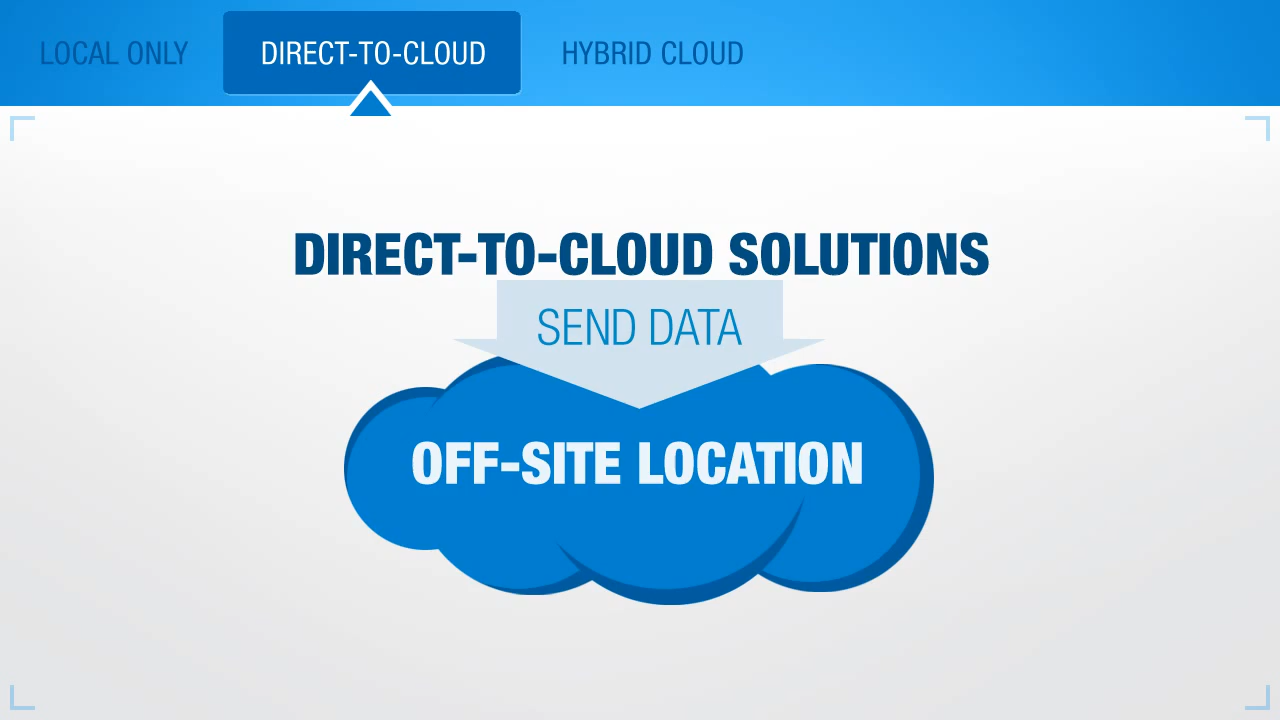 LOCAL ONLY
DIRECT-TO-CLOUD
HYBRID CLOUD
DIRECT-TO-CLOUD SOLUTIONS
SEND DATA
OFF-SITE LOCATION